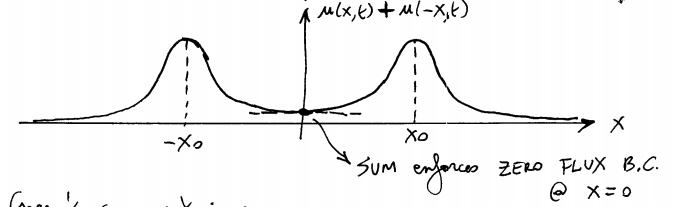 u(x,t) + u(-x,t)
-x₀
x₀
x
SUM enforces ZERO FLUX B.C.
@ x=0